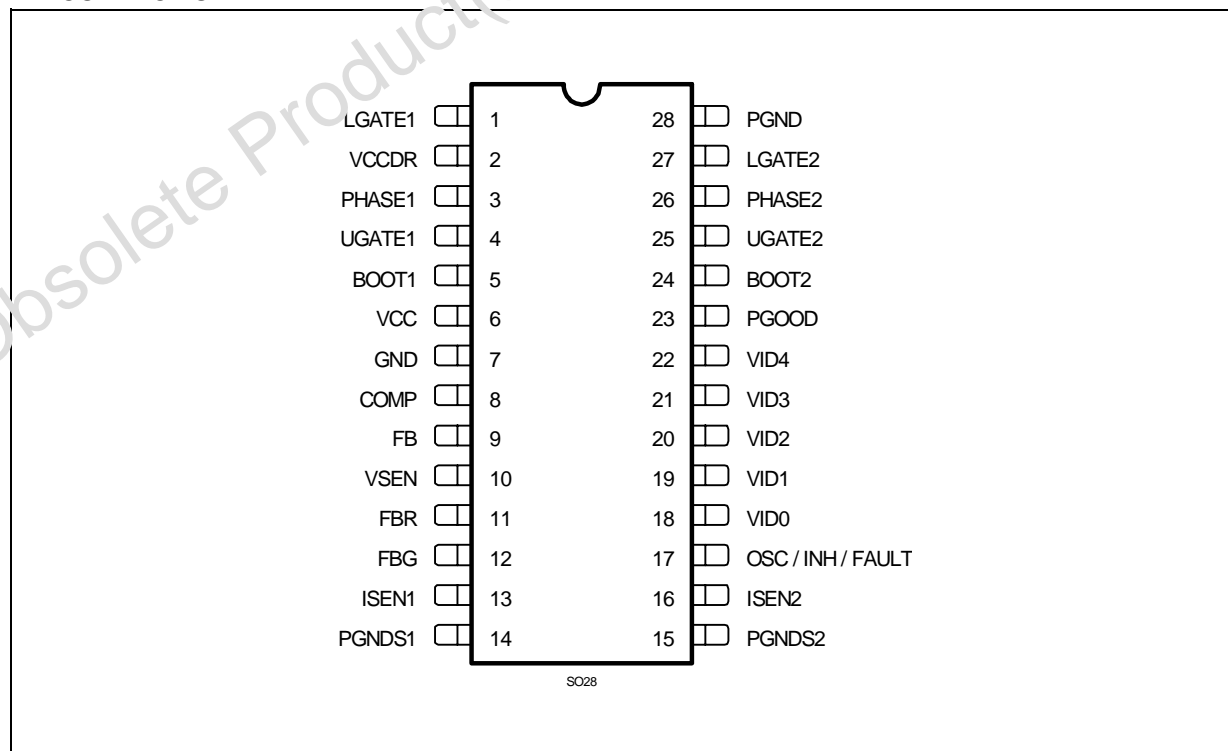 Obsolete Product(
LGATE1 1 28 PGND
VCCDR 2 27 LGATE2
PHASE1 3 26 PHASE2
UGATE1 4 25 UGATE2
BOOT1 5 24 BOOT2
VCC 6 23 PGOOD
GND 7 22 VID4
COMP 8 21 VID3
FB 9 20 VID2
VSEN 10 19 VID1
FBR 11 18 VID0
FBG 12 17 OSC / INH / FAULT
ISEN1 13 16 ISEN2
PGNDS1 14 15 PGNDS2
SO28